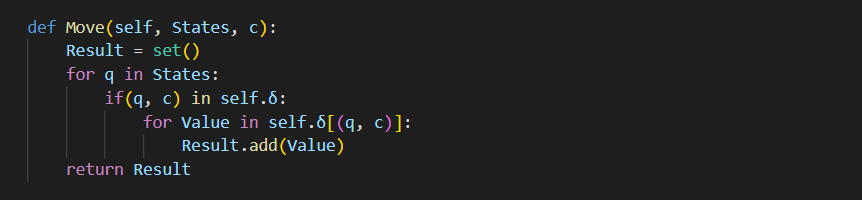 def Move(self, States, c):
    Result = set()
    for q in States:
        if(q, c) in self.δ:
            for Value in self.δ[(q, c)]:
                Result.add(Value)
    return Result